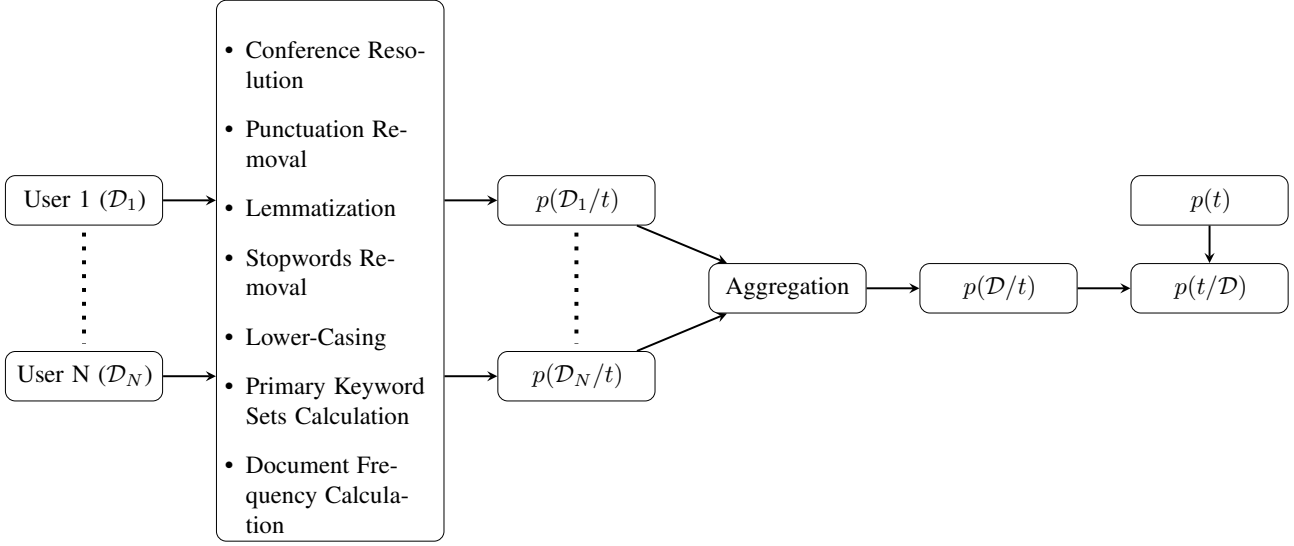 User 1 (𝒟₁)
User N (𝒟_N)
• Conference Reso-
lution
• Punctuation Re-
moval
• Lemmatization
• Stopwords Re-
moval
• Lower-Casing
• Primary Keyword
Sets Calculation
• Document Fre-
quency Calcula-
tion
p(𝒟₁/t)
p(𝒟_N/t)
Aggregation
p(𝒟/t)
p(t)
p(t/𝒟)